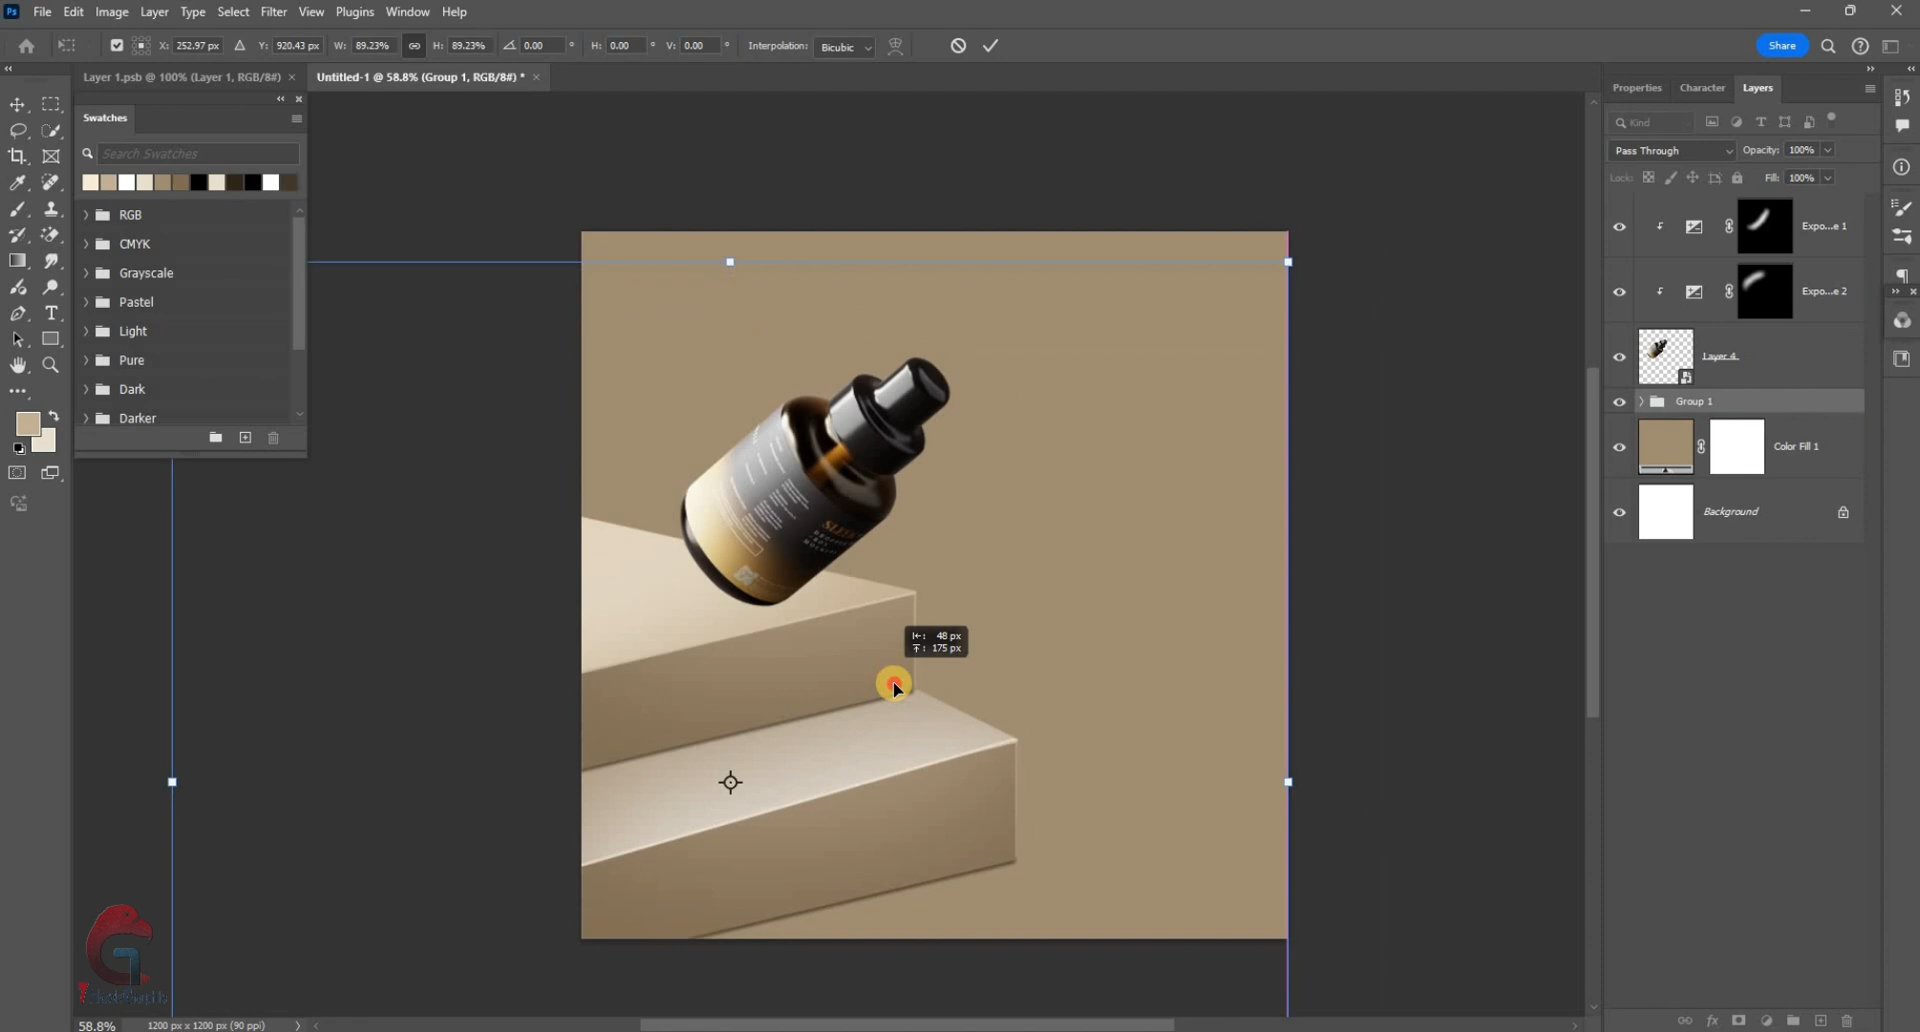 Ps File Edit Image Layer Type Select Filter View Plugins Window Help
X: 252.97 px Y: 920.43 px W: 89.23% H: 89.23% 0.00 ° H: 0.00 ° V: 0.00 ° Interpolation: Bicubic Share
Layer 1.psb @ 100% (Layer 1, RGB/8#) × Untitled-1 @ 58.8% (Group 1, RGB/8#) * ×
Swatches
Search Swatches
RGB
CMYK
Grayscale
Pastel
Light
Pure
Dark
Darker
48 px
175 px
Properties Character Layers
Kind
Pass Through Opacity: 100%
Lock: Fill: 100%
Expo...e 1
Expo...e 2
Layer 4
Group 1
Color Fill 1
Background
58.8% 1200 px x 1200 px (90 ppi)